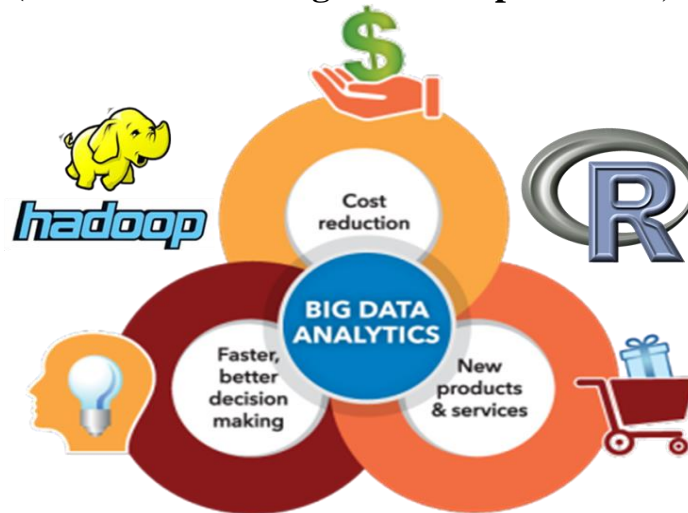 Cost
reduction
hadoop
R
BIG DATA
ANALYTICS
Faster,
better
decision
making
New
products
& services